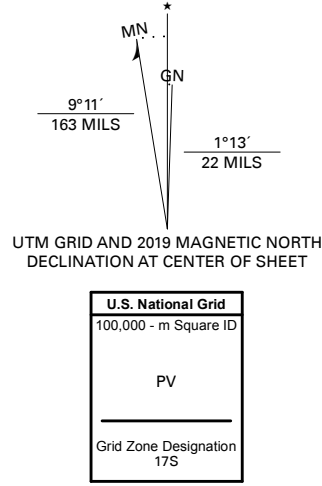 ★
MN
GN
9°11´
163 MILS
1°13´
22 MILS
UTM GRID AND 2019 MAGNETIC NORTH
DECLINATION AT CENTER OF SHEET
U.S. National Grid
100,000 - m Square ID
PV
Grid Zone Designation
17S